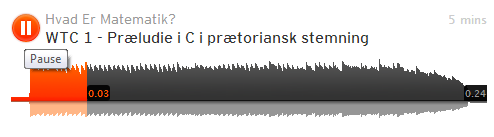 Hvad Er Matematik?
5 mins
WTC 1 - Præludie i C i prætoriansk stemning
Pause
0.03
0.24